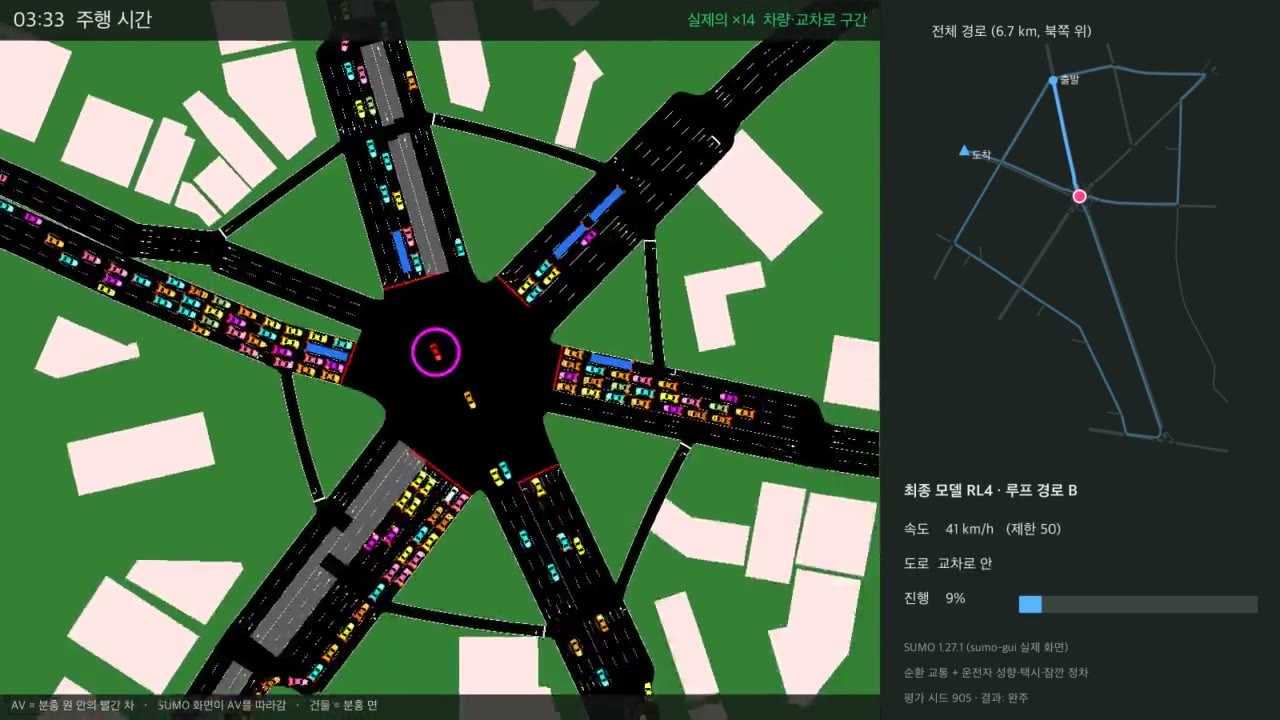 03:33 주행 시간
실제의 ×14 차량·교차로 구간
전체 경로 (6.7 km, 북쪽 위)
출발
도착
최종 모델 RL4 · 루프 경로 B
속도 41 km/h (제한 50)
도로 교차로 안
진행 9%
SUMO 1.27.1 (sumo-gui 실제 화면)
순환 교통 + 운전자 성향·택시·잠깐 정차
평가 시드 905 · 결과: 완주
AV = 분홍 원 안의 빨간 차 · SUMO 화면이 AV를 따라감 · 건물 = 분홍 면